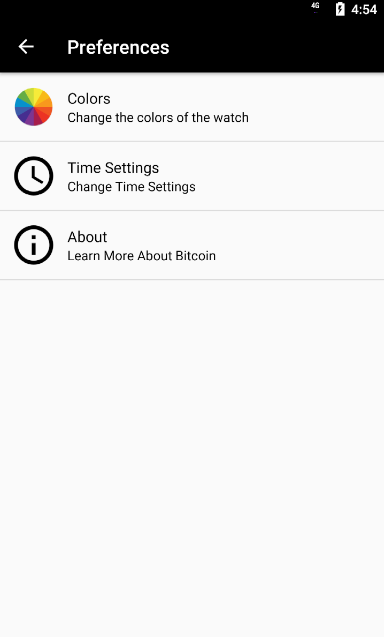 4G 4:54
Preferences
Colors
Change the colors of the watch
Time Settings
Change Time Settings
About
Learn More About Bitcoin